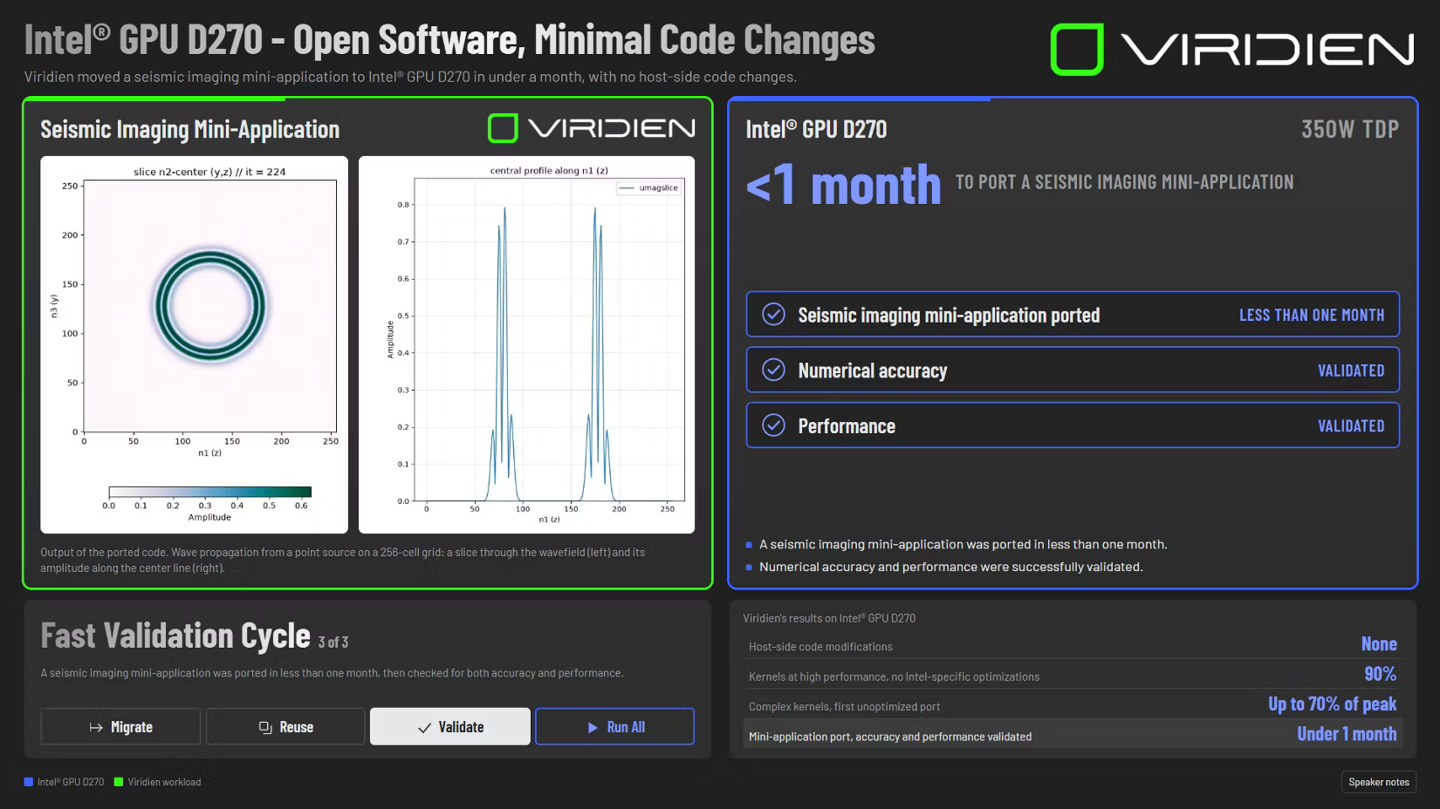 Intel® GPU D270 - Open Software, Minimal Code Changes
Viridien moved a seismic imaging mini-application to Intel® GPU D270 in under a month, with no host-side code changes.
VIRIDIEN
Seismic Imaging Mini-Application
VIRIDIEN
slice n2-center (y,z) // it = 224
250
200
150
100
50
0
n3 (y)
0 50 100 150 200 250
n1 (z)
0.0 0.1 0.2 0.3 0.4 0.5 0.6
Amplitude
central profile along n1 (z)
umagslice
0.8
0.7
0.6
0.5
0.4
0.3
0.2
0.1
0.0
Amplitude
0 50 100 150 200 250
n1 (z)
Output of the ported code. Wave propagation from a point source on a 256-cell grid: a slice through the wavefield (left) and its
amplitude along the center line (right).
Intel® GPU D270
350W TDP
<1 month TO PORT A SEISMIC IMAGING MINI-APPLICATION
Seismic imaging mini-application ported LESS THAN ONE MONTH
Numerical accuracy VALIDATED
Performance VALIDATED
A seismic imaging mini-application was ported in less than one month.
Numerical accuracy and performance were successfully validated.
Fast Validation Cycle 3 of 3
A seismic imaging mini-application was ported in less than one month, then checked for both accuracy and performance.
Migrate
Reuse
Validate
Run All
Viridien's results on Intel® GPU D270
Host-side code modifications None
Kernels at high performance, no Intel-specific optimizations 90%
Complex kernels, first unoptimized port Up to 70% of peak
Mini-application port, accuracy and performance validated Under 1 month
Intel® GPU D270
Viridien workload
Speaker notes